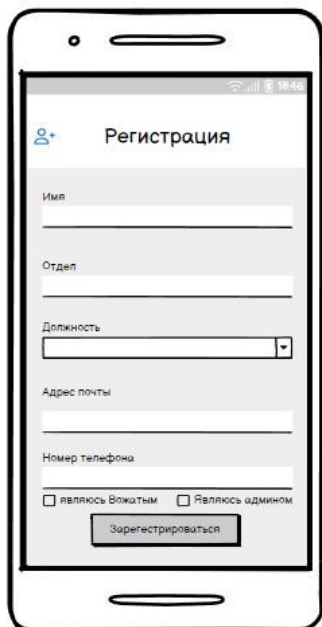 18:46
Регистрация
Имя
Отдел
Должность
Адрес почты
Номер телефона
являюсь Вожатым Являюсь админом
Зарегестрироваться